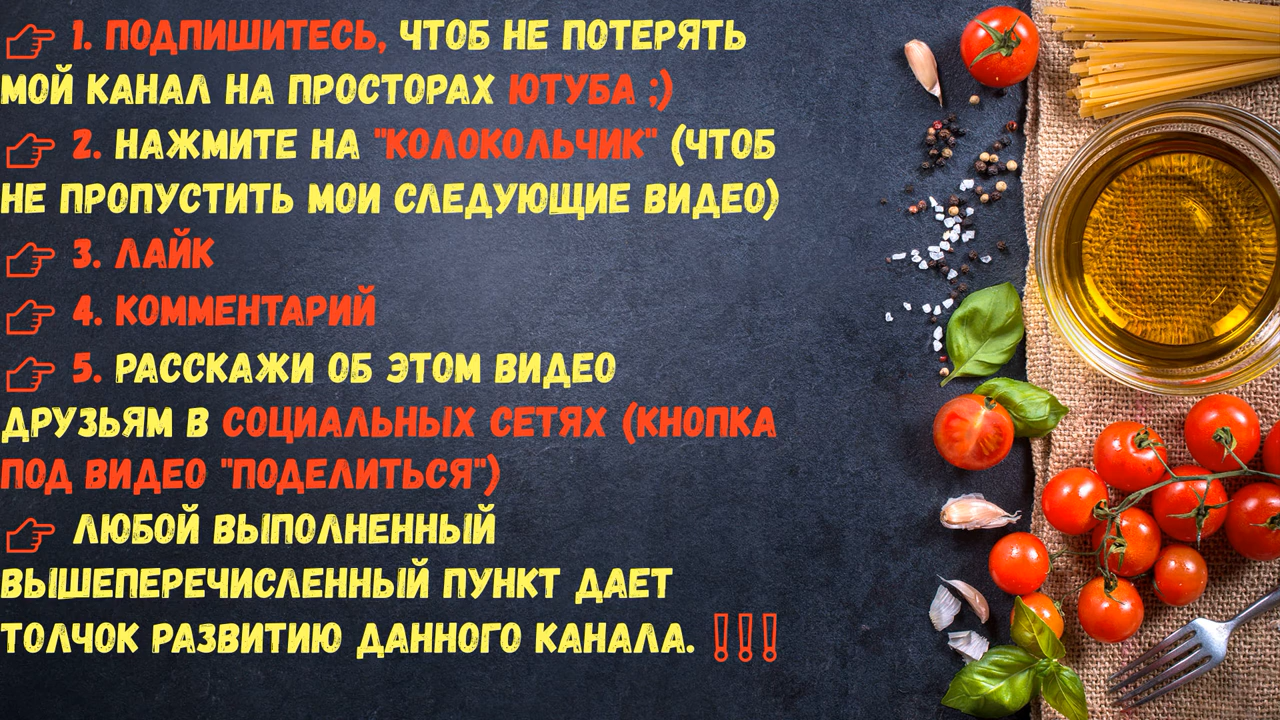 👉 1. ПОДПИШИТЕСЬ, ЧТОБ НЕ ПОТЕРЯТЬ
МОЙ КАНАЛ НА ПРОСТОРАХ ЮТУБА ;)
👉 2. НАЖМИТЕ НА "КОЛОКОЛЬЧИК" (ЧТОБ
НЕ ПРОПУСТИТЬ МОИ СЛЕДУЮЩИЕ ВИДЕО)
👉 3. ЛАЙК
👉 4. КОММЕНТАРИЙ
👉 5. РАССКАЖИ ОБ ЭТОМ ВИДЕО
ДРУЗЬЯМ В СОЦИАЛЬНЫХ СЕТЯХ (КНОПКА
ПОД ВИДЕО "ПОДЕЛИТЬСЯ")
👉 ЛЮБОЙ ВЫПОЛНЕННЫЙ
ВЫШЕПЕРЕЧИСЛЕННЫЙ ПУНКТ ДАЕТ
ТОЛЧОК РАЗВИТИЮ ДАННОГО КАНАЛА. ❗❗❗